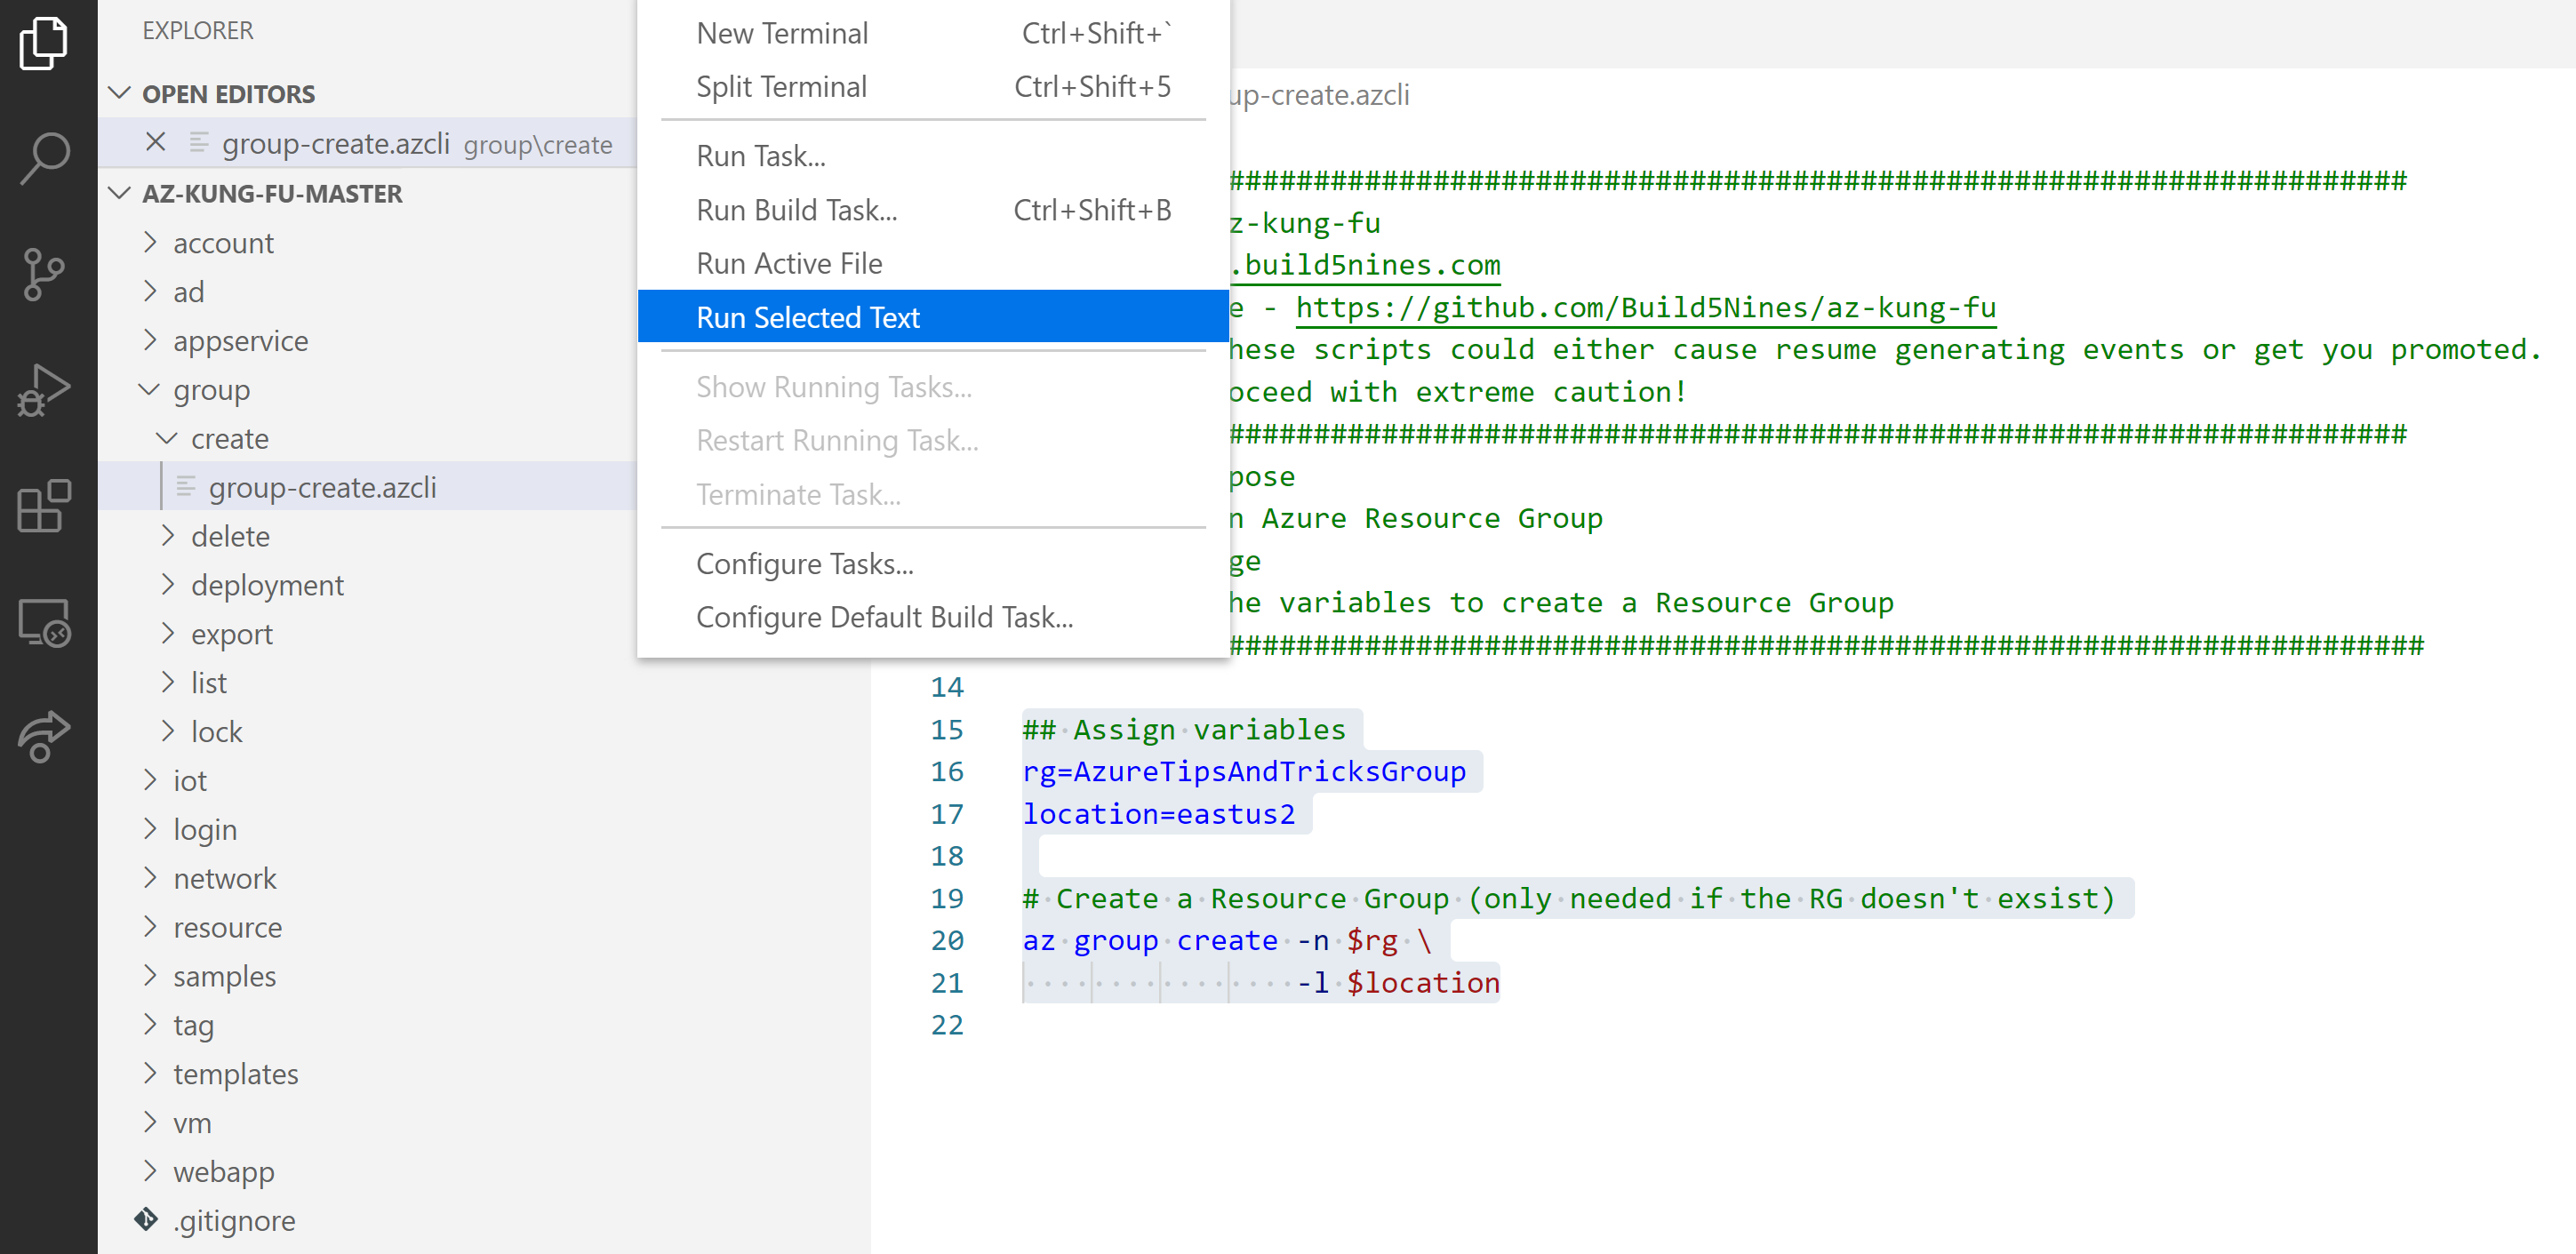 EXPLORER
OPEN EDITORS
group-create.azcli group\create
AZ-KUNG-FU-MASTER
account
ad
appservice
group
create
group-create.azcli
delete
deployment
export
list
lock
iot
login
network
resource
samples
tag
templates
vm
webapp
.gitignore
New Terminal Ctrl+Shift+`
Split Terminal Ctrl+Shift+5
Run Task...
Run Build Task... Ctrl+Shift+B
Run Active File
Run Selected Text
Show Running Tasks...
Restart Running Task...
Terminate Task...
Configure Tasks...
Configure Default Build Task...
up-create.azcli
#####################################################################
z-kung-fu
.build5nines.com
e - https://github.com/Build5Nines/az-kung-fu
hese scripts could either cause resume generating events or get you promoted.
oceed with extreme caution!
#####################################################################
pose
n Azure Resource Group
ge
he variables to create a Resource Group
######################################################################
14
15 ## Assign variables
16 rg=AzureTipsAndTricksGroup
17 location=eastus2
18
19 # Create a Resource Group (only needed if the RG doesn't exsist)
20 az group create -n $rg \
21 -l $location
22